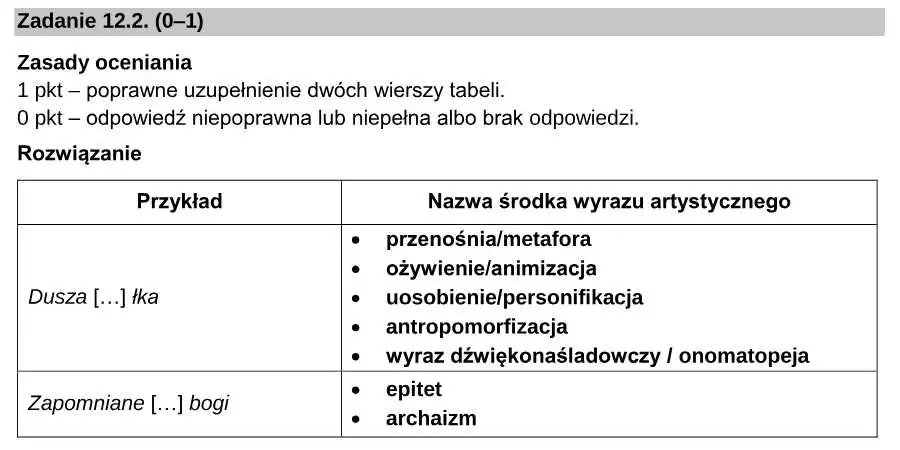 Zadanie 12.2. (0–1)
Zasady oceniania
1 pkt – poprawne uzupełnienie dwóch wierszy tabeli.
0 pkt – odpowiedź niepoprawna lub niepełna albo brak odpowiedzi.
Rozwiązanie
Przykład
Nazwa środka wyrazu artystycznego
Dusza […] łka
• przenośnia/metafora
• ożywienie/animizacja
• uosobienie/personifikacja
• antropomorfizacja
• wyraz dźwiękonaśladowczy / onomatopeja
Zapomniane […] bogi
• epitet
• archaizm